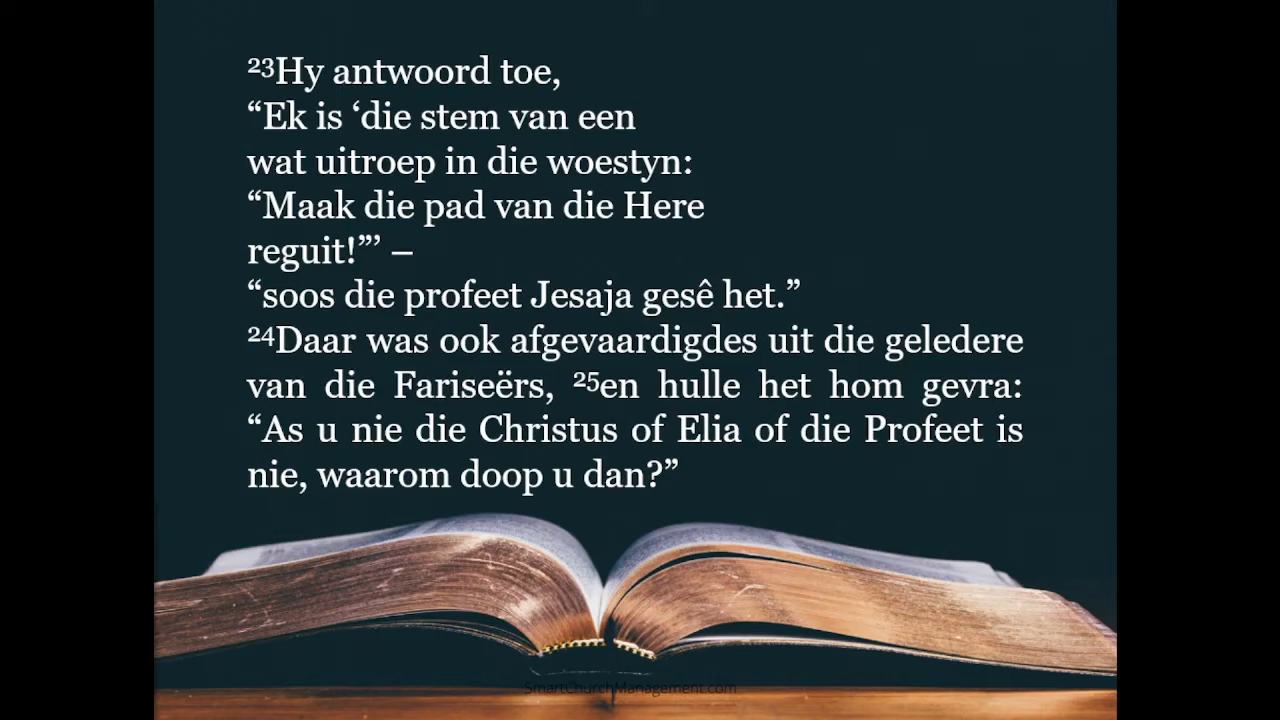 ²³Hy antwoord toe,
“Ek is ‘die stem van een
wat uitroep in die woestyn:
“Maak die pad van die Here
reguit!”’ –
“soos die profeet Jesaja gesê het.”
²⁴Daar was ook afgevaardigdes uit die geledere
van die Fariseërs, ²⁵en hulle het hom gevra:
“As u nie die Christus of Elia of die Profeet is
nie, waarom doop u dan?”
SmartChurchManagement.com